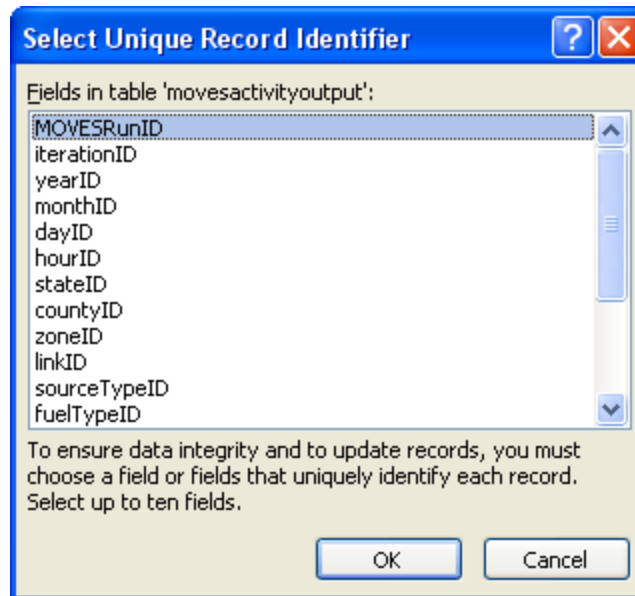 Select Unique Record Identifier
Fields in table 'movesactivityoutput':
MOVESRunID
iterationID
yearID
monthID
dayID
hourID
stateID
countyID
zoneID
linkID
sourceTypeID
fuelTypeID
To ensure data integrity and to update records, you must
choose a field or fields that uniquely identify each record.
Select up to ten fields.
OK
Cancel